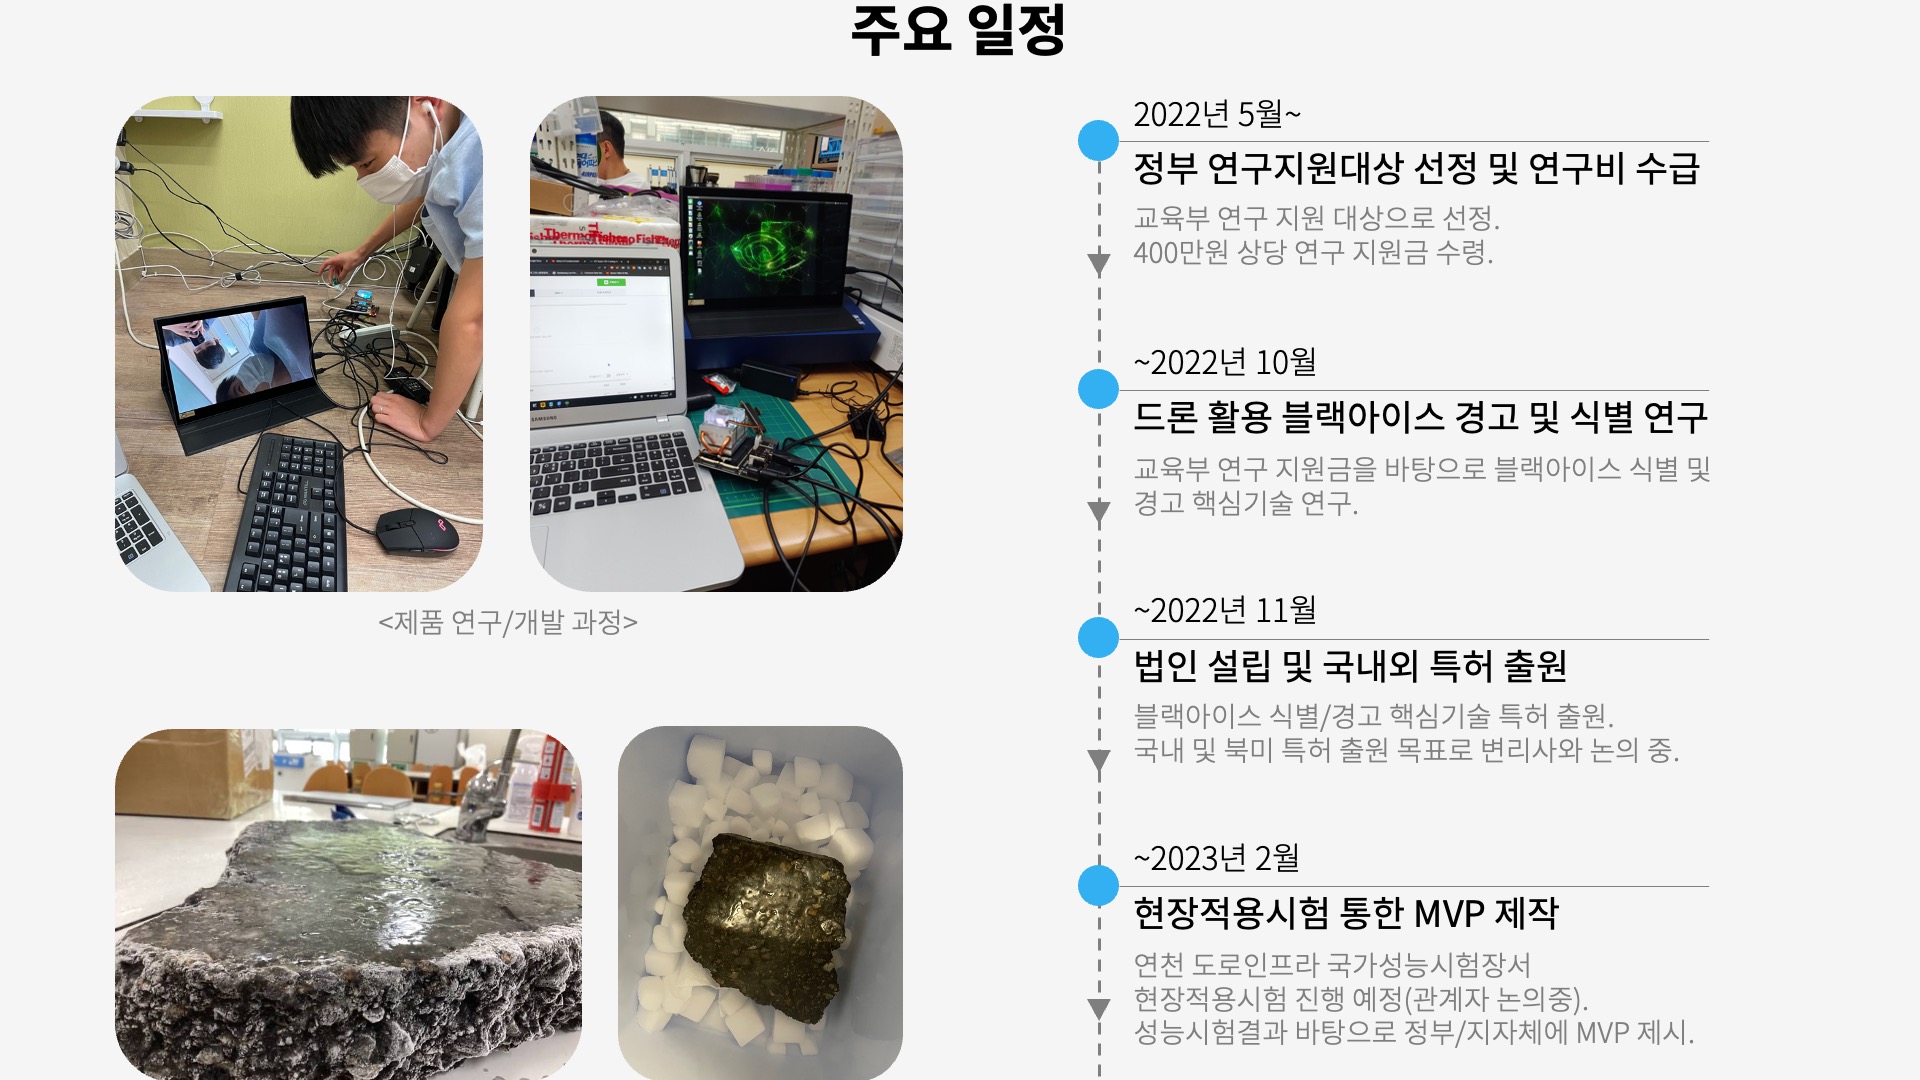 주요 일정
ThermoFisher Fisher
SAMSUNG
<제품 연구/개발 과정>
2022년 5월~
정부 연구지원대상 선정 및 연구비 수급
교육부 연구 지원 대상으로 선정.
400만원 상당 연구 지원금 수령.
~2022년 10월
드론 활용 블랙아이스 경고 및 식별 연구
교육부 연구 지원금을 바탕으로 블랙아이스 식별 및
경고 핵심기술 연구.
~2022년 11월
법인 설립 및 국내외 특허 출원
블랙아이스 식별/경고 핵심기술 특허 출원.
국내 및 북미 특허 출원 목표로 변리사와 논의 중.
~2023년 2월
현장적용시험 통한 MVP 제작
연천 도로인프라 국가성능시험장서
현장적용시험 진행 예정(관계자 논의중).
성능시험결과 바탕으로 정부/지자체에 MVP 제시.